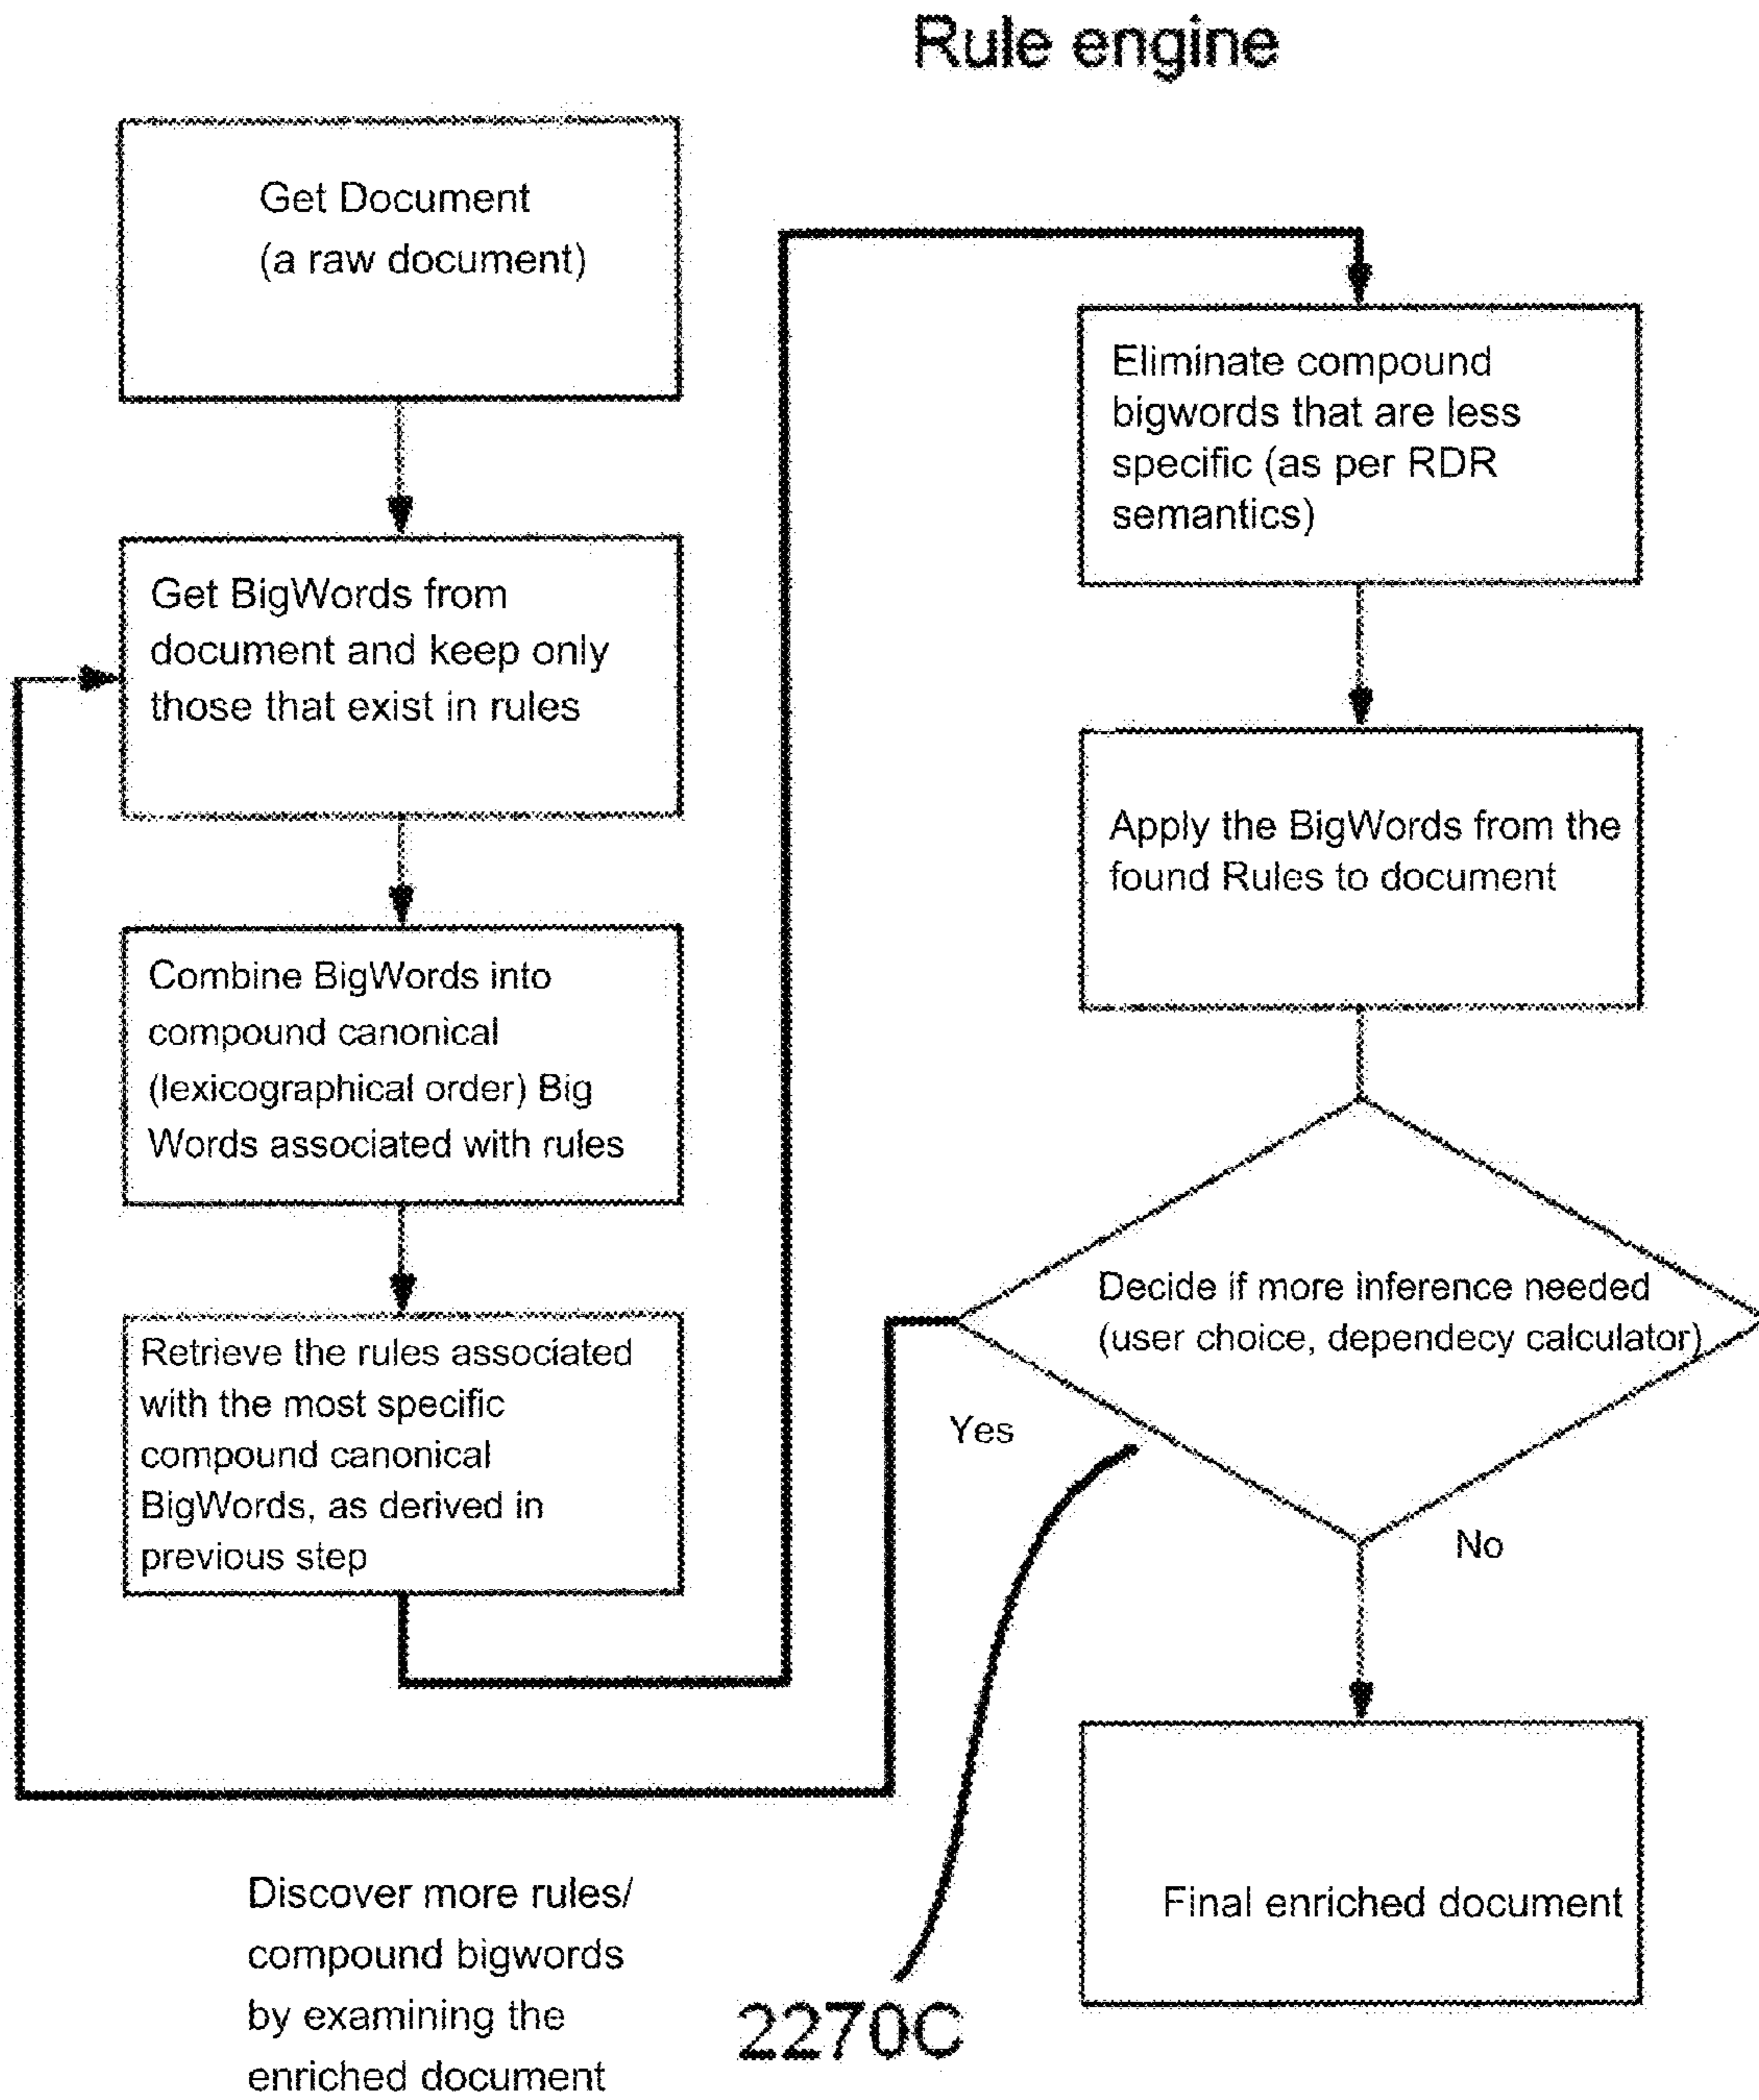 Rule engine
Get Document
(a raw document)
Get BigWords from
document and keep only
those that exist in rules
Combine BigWords into
compound canonical
(lexicographical order) Big
Words associated with rules
Retrieve the rules associated
with the most specific
compound canonical
BigWords, as derived in
previous step
Eliminate compound
bigwords that are less
specific (as per RDR
semantics)
Apply the BigWords from the
found Rules to document
Decide if more inference needed
(user choice, dependecy calculator)
Yes
No
Final enriched document
Discover more rules/
compound bigwords
by examining the
enriched document
2270C